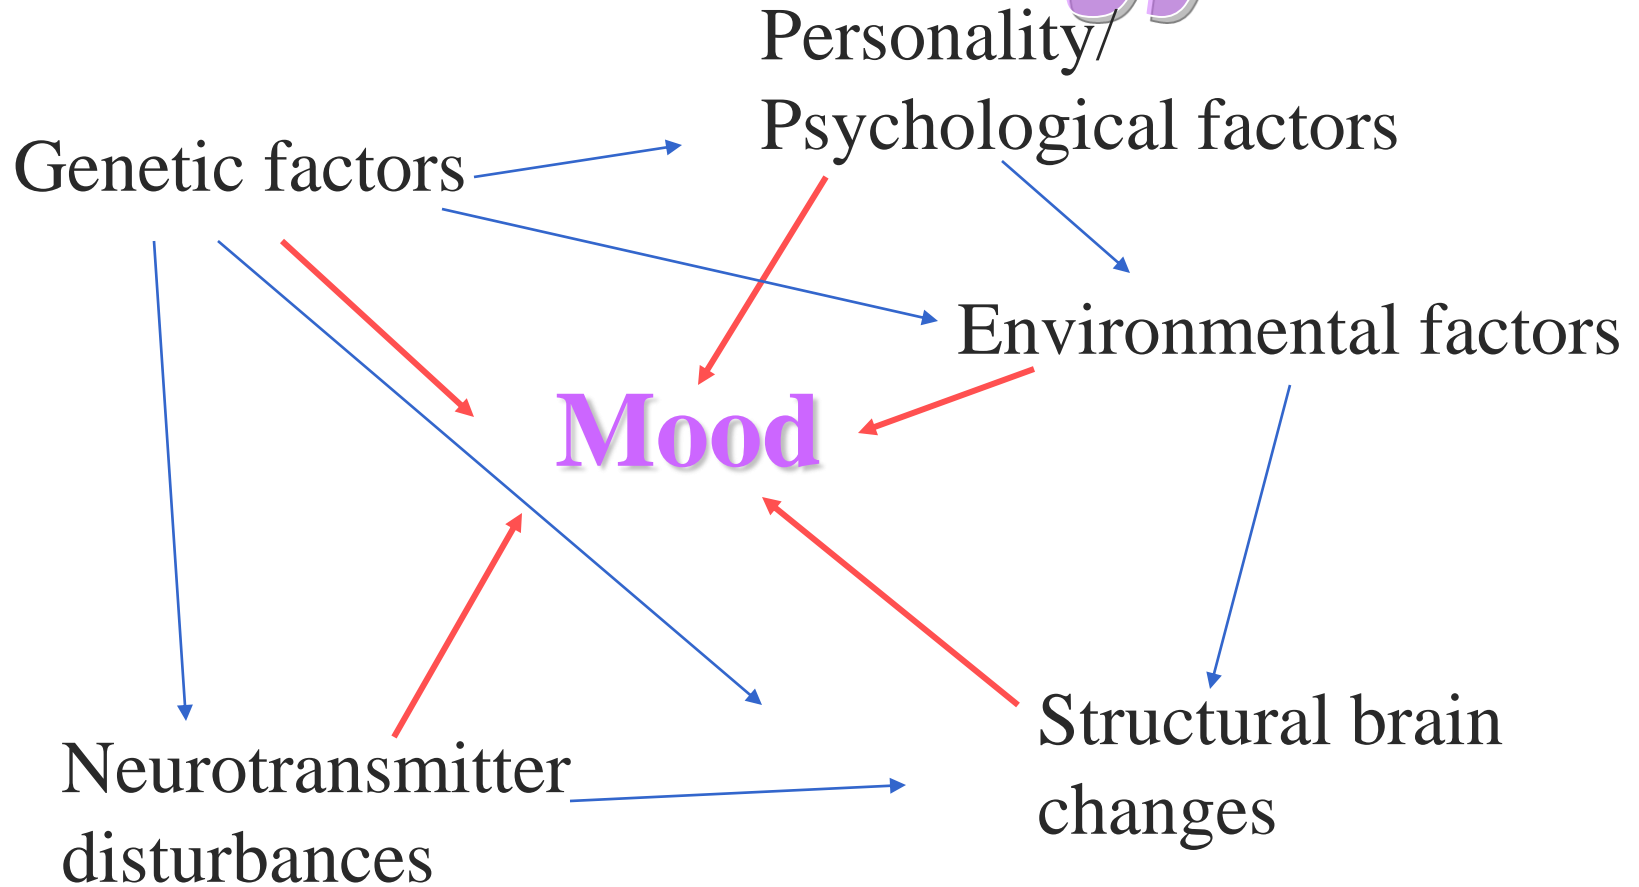 Personality/
Psychological factors
Genetic factors
Environmental factors
Mood
Structural brain
changes
Neurotransmitter
disturbances